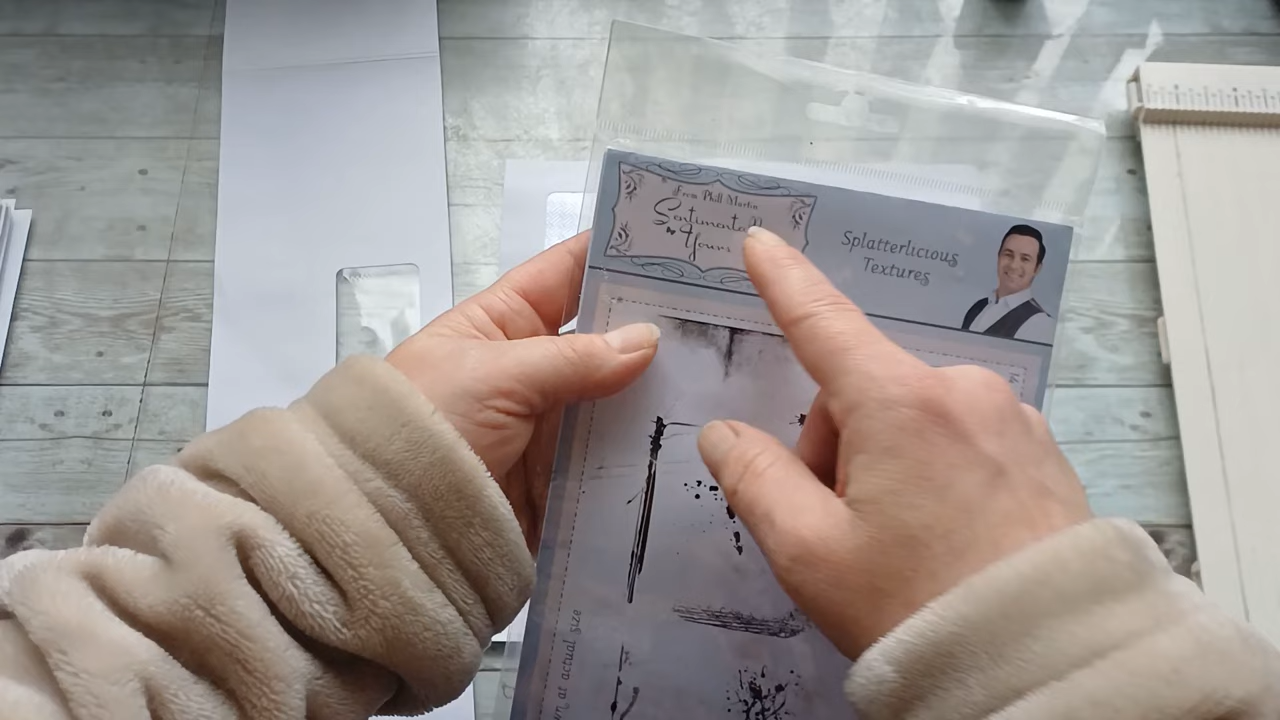 From Phill Martin
Sentimentally
Yours
Splatterlicious
Textures
at actual size